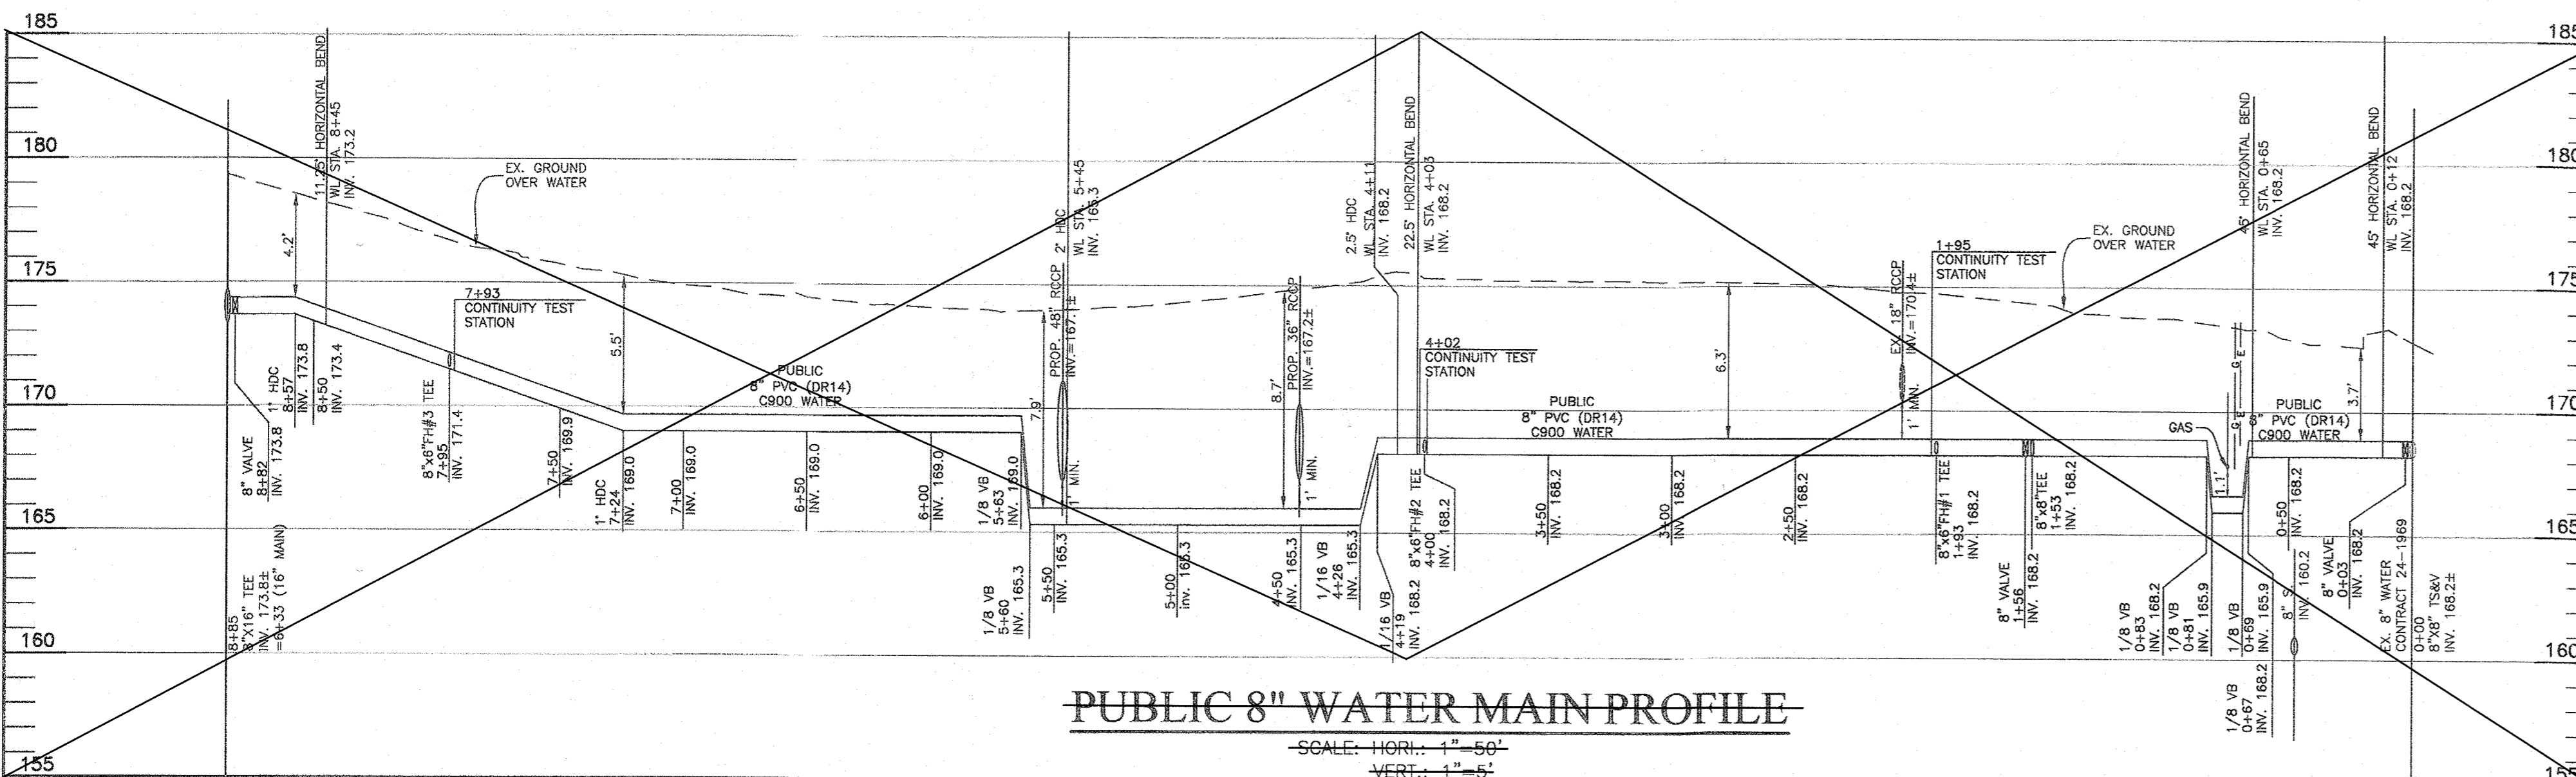 185
180
175
170
165
160
155
11.25° HORIZONTAL BEND
WL STA. 8+45
INV. 173.2
EX. GROUND
OVER WATER
4.2'
7+93
CONTINUITY TEST
STATION
5.5'
PUBLIC
8" PVC (DR14)
C900 WATER
8" VALVE
8+82
INV. 173.8
1° HDC
8+57
INV. 173.8
8+50
INV. 173.4
8"x6"FH#3 TEE
7+95
INV. 171.4
7+50
INV. 169.9
1° HDC
7+24
INV. 169.0
7+00
INV. 169.0
6+50
INV. 169.0
6+00
INV. 169.0
1/8 VB
5+63
INV. 169.0
8+85
8"X16" TEE
INV. 173.8±
=6+33 (16" MAIN)
1/8 VB
5+60
INV. 165.3
5+50
INV. 165.3
5+00
inv. 165.3
4+50
INV. 165.3
1/16 VB
4+26
INV. 165.3
1/16 VB
4+19
INV. 168.2
7.9'
PROP. 48" RCCP
INV.=167.1±
1' MIN.
2° HDC
WL STA. 5+45
INV. 165.3
8.7'
PROP. 36" RCCP
INV.=167.2±
1' MIN.
2.5° HDC
WL STA. 4+11
INV. 168.2
22.5° HORIZONTAL BEND
WL STA. 4+03
INV. 168.2
4+02
CONTINUITY TEST
STATION
8"x6"FH#2 TEE
4+00
INV. 168.2
PUBLIC
8" PVC (DR14)
C900 WATER
3+50
INV. 168.2
3+00
INV. 168.2
2+50
INV. 168.2
6.3'
EX. 18" RCCP
INV.=170.4±
1' MIN.
1+95
CONTINUITY TEST
STATION
8"x6"FH#1 TEE
1+93
INV. 168.2
8" VALVE
1+56
INV. 168.2
8"x8"TEE
1+53
INV. 168.2
EX. GROUND
OVER WATER
45° HORIZONTAL BEND
WL STA. 0+65
INV. 168.2
45° HORIZONTAL BEND
WL STA. 0+12
INV. 168.2
GAS
G E
G E
1.1'
PUBLIC
8" PVC (DR14)
C900 WATER
3.7'
1/8 VB
0+83
INV. 168.2
1/8 VB
0+81
INV. 165.9
1/8 VB
0+69
INV. 165.9
1/8 VB
0+67
INV. 168.2
0+50
INV. 168.2
8" S
INV. 160.2
8" VALVE
0+03
INV. 168.2
EX. 8" WATER
CONTRACT 24-1969
0+00
8"X8" TS&V
INV. 168.2±
185
180
175
170
165
160
155
PUBLIC 8" WATER MAIN PROFILE
SCALE: HORI.: 1"=50'
VERT.: 1"=5'